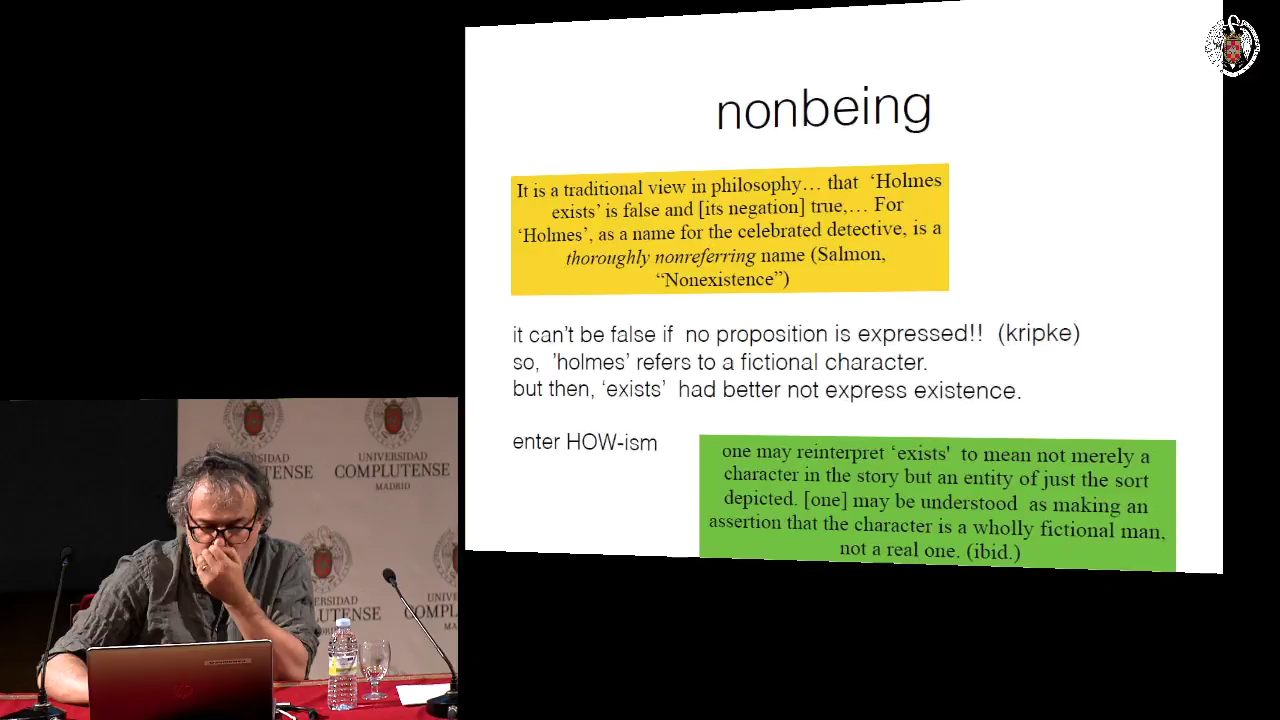 nonbeing
It is a traditional view in philosophy… that ‘Holmes
exists’ is false and [its negation] true,… For
‘Holmes’, as a name for the celebrated detective, is a
thoroughly nonreferring name (Salmon,
“Nonexistence”)
it can’t be false if no proposition is expressed!! (kripke)
so, ’holmes’ refers to a fictional character.
but then, ‘exists’ had better not express existence.
enter HOW-ism
one may reinterpret ‘exists' to mean not merely a
character in the story but an entity of just the sort
depicted. [one] may be understood as making an
assertion that the character is a wholly fictional man,
not a real one. (ibid.)
COMPLUTENSE
MADRID
UNIVERSIDAD
COMPLUTENSE